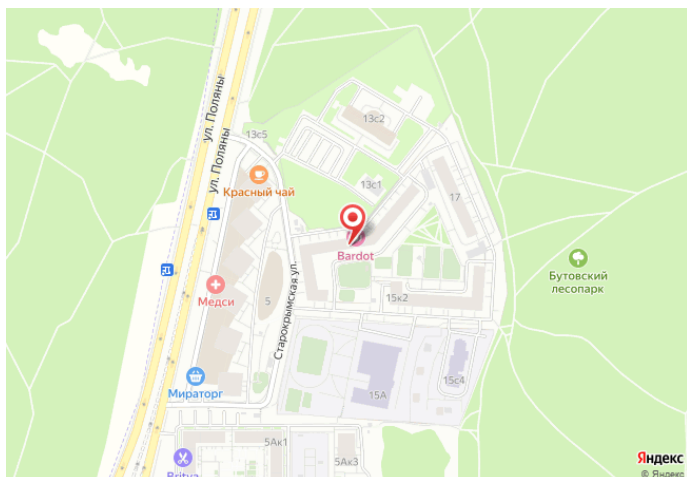 ул. Поляны
ул. Поляны
13с5
13с2
Красный чай
13с1
17
Bardot
Медси
5
Старокрымская ул.
15к2
Бутовский
лесопарк
Мираторг
15А
15с4
5Ак1
5Ак3
Britva
Яндекс
© Яндекс